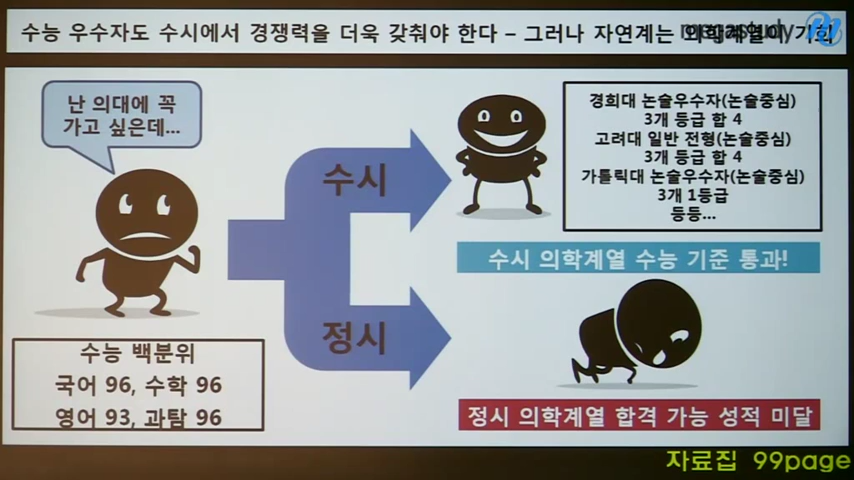 수능 우수자도 수시에서 경쟁력을 더욱 갖춰야 한다 – 그러나 자연계는 의학계열이 기회
megastudy
난 의대에 꼭
가고 싶은데...
수시
정시
수능 백분위
국어 96, 수학 96
영어 93, 과탐 96
경희대 논술우수자(논술중심)
3개 등급 합 4
고려대 일반 전형(논술중심)
3개 등급 합 4
가톨릭대 논술우수자(논술중심)
3개 1등급
등등...
수시 의학계열 수능 기준 통과!
정시 의학계열 합격 가능 성적 미달
자료집 99page